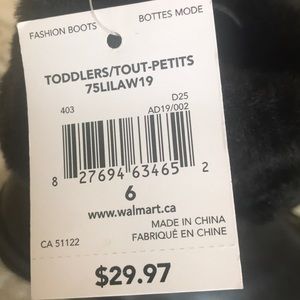 FASHION BOOTS BOTTES MODE
TODDLERS/TOUT-PETITS
75LILAW19
403 D25
AD19/002
8 27694 63465 2
6
www.walmart.ca
MADE IN CHINA
CA 51122 FABRIQUÉ EN CHINE
$29.97